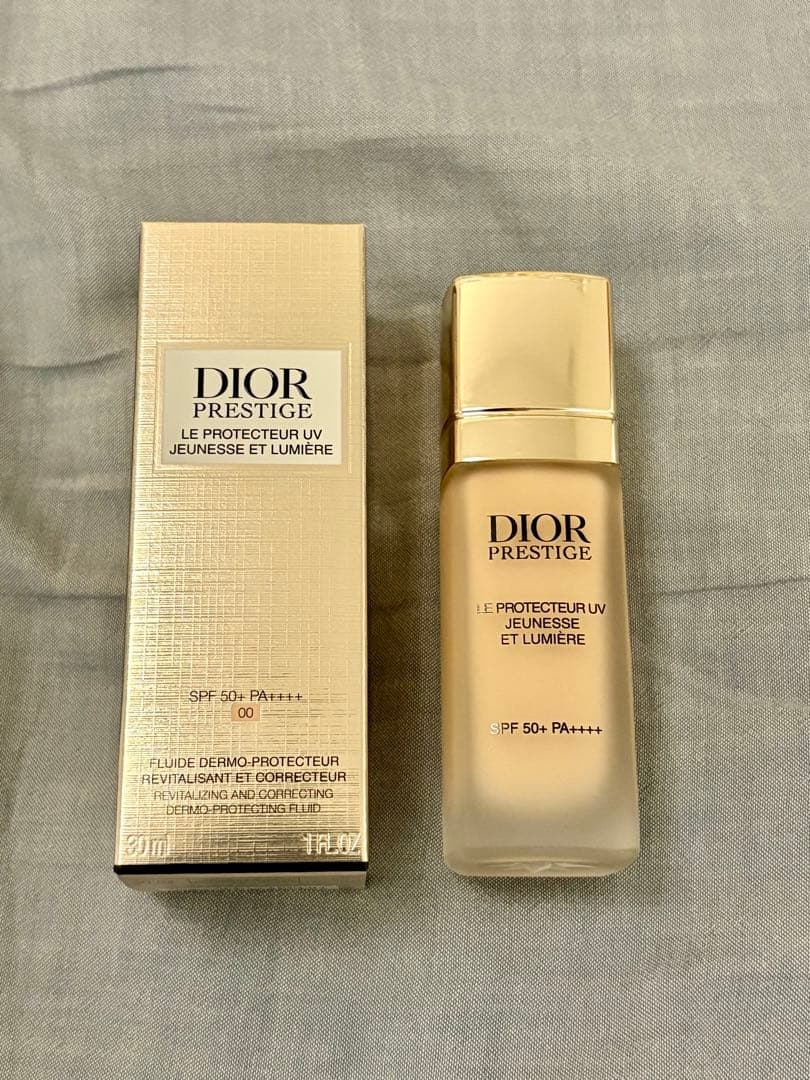 DIOR
PRESTIGE
LE PROTECTEUR UV
JEUNESSE ET LUMIÈRE
SPF 50+ PA++++
00
FLUIDE DERMO-PROTECTEUR
REVITALISANT ET CORRECTEUR
REVITALIZING AND CORRECTING
DERMO-PROTECTING FLUID
30 ml 1 FL.OZ
DIOR
PRESTIGE
LE PROTECTEUR UV
JEUNESSE
ET LUMIÈRE
SPF 50+ PA++++